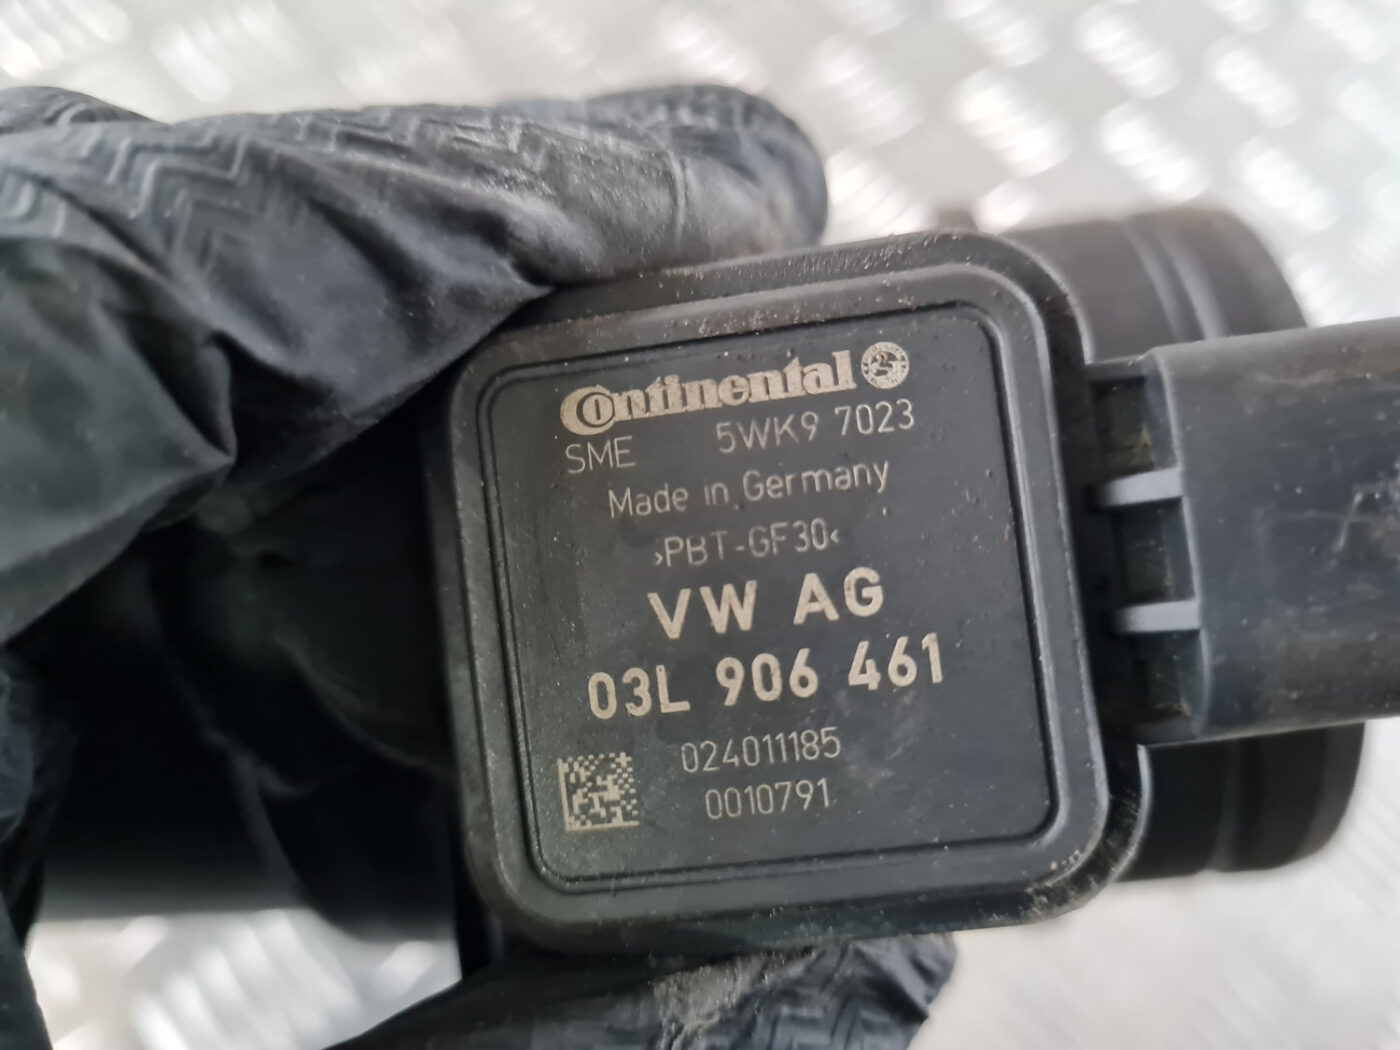 Continental
SME 5WK9 7023
Made in Germany
›PBT-GF30‹
VW AG
03L 906 461
024011185
0010791